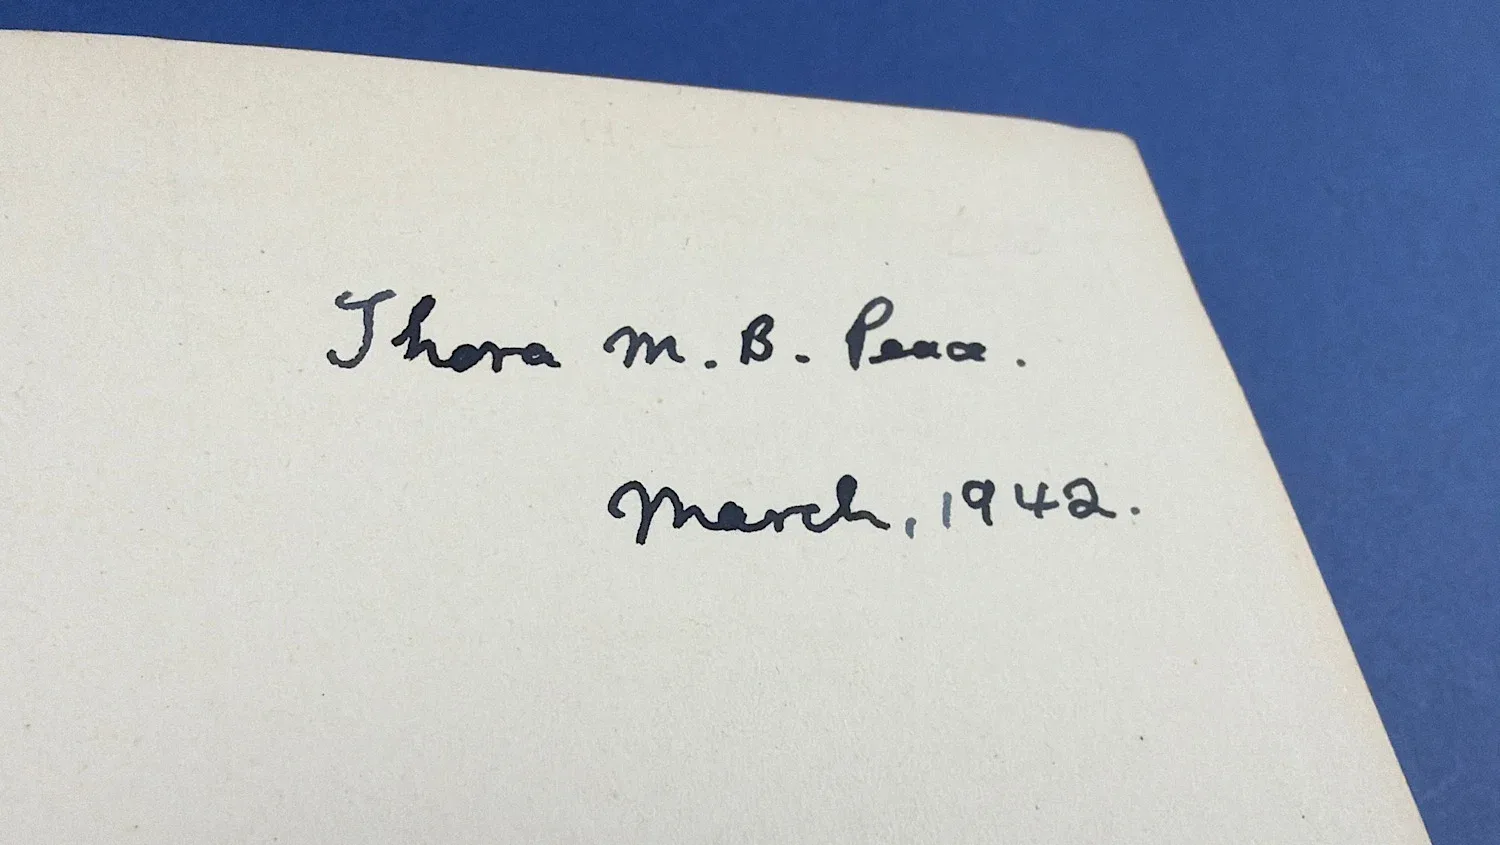 Thora M. B. Peace.
March, 1942.